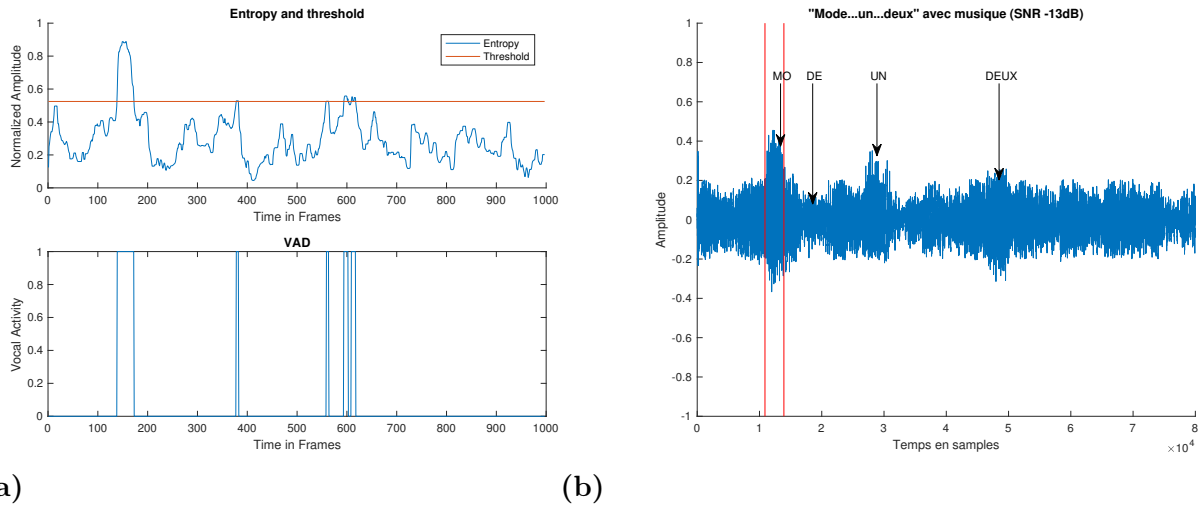 Entropy and threshold
1
0.8
0.6
0.4
0.2
0
Normalized Amplitude
Entropy
Threshold
0 100 200 300 400 500 600 700 800 900 1000
Time in Frames
VAD
1
0.8
0.6
0.4
0.2
0
Vocal Activity
0 100 200 300 400 500 600 700 800 900 1000
Time in Frames
a)
"Mode...un...deux" avec musique (SNR -13dB)
1
0.8
0.6
0.4
0.2
0
-0.2
-0.4
-0.6
-0.8
-1
Amplitude
MO DE UN DEUX
0 1 2 3 4 5 6 7 8
Temps en samples
×10^4
(b)